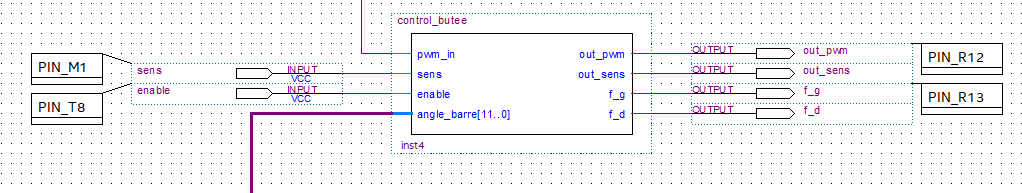 control_butee
pwm_in out_pwm OUTPUT out_pwm PIN_R12
PIN_M1 sens INPUT VCC sens out_sens OUTPUT out_sens
PIN_T8 enable INPUT VCC enable f_g OUTPUT f_g PIN_R13
angle_barre[11..0] f_d OUTPUT f_d
inst4